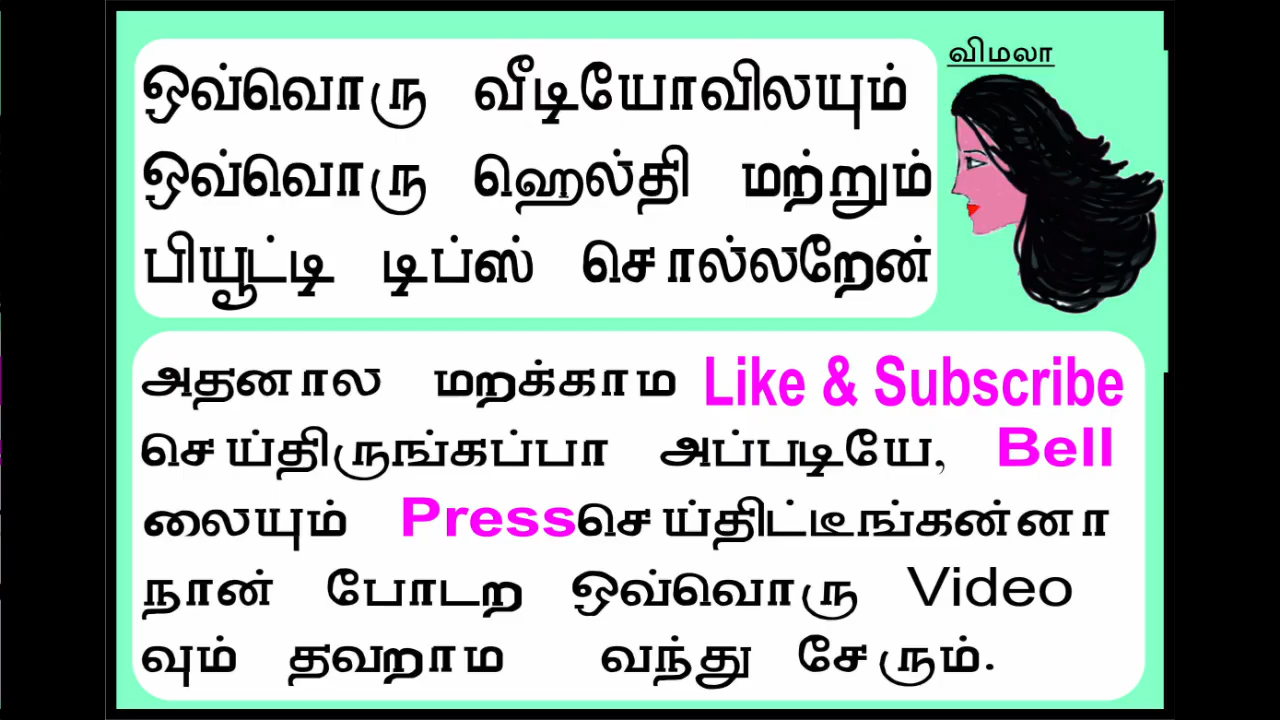 விமலா
ஒவ்வொரு வீடியோவிலயும்
ஒவ்வொரு ஹெல்தி மற்றும்
பியூட்டி டிப்ஸ் சொல்லறேன்
அதனால மறக்காம Like & Subscribe
செய்திருங்கப்பா அப்படியே, Bell
லையும் Pressசெய்திட்டீங்கன்னா
நான் போடற ஒவ்வொரு Video
வும் தவறாம வந்து சேரும்.